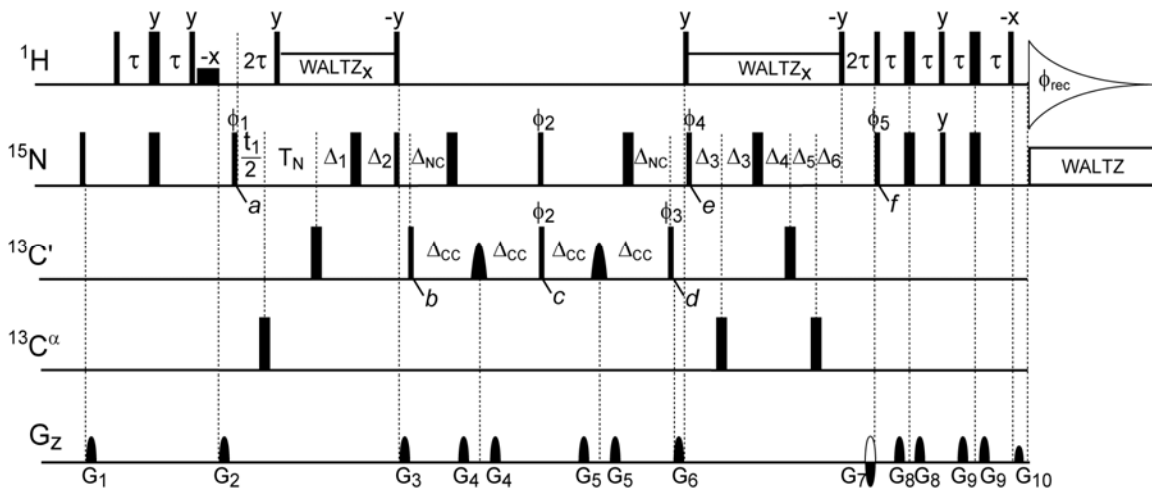 y y y -y y -y y -x
¹H τ τ -x 2τ WALTZx WALTZx 2τ τ τ τ τ ϕrec
ϕ1 ϕ2 ϕ4 ϕ5 y
¹⁵N t1/2 TN Δ1 Δ2 ΔNC ΔNC Δ3 Δ3 Δ4 Δ5 Δ6 WALTZ
a e f
ϕ2 ϕ3
¹³C' ΔCC ΔCC ΔCC ΔCC
b c d
¹³Cα
Gz
G1 G2 G3 G4 G4 G5 G5 G6 G7 G8 G8 G9 G9 G10